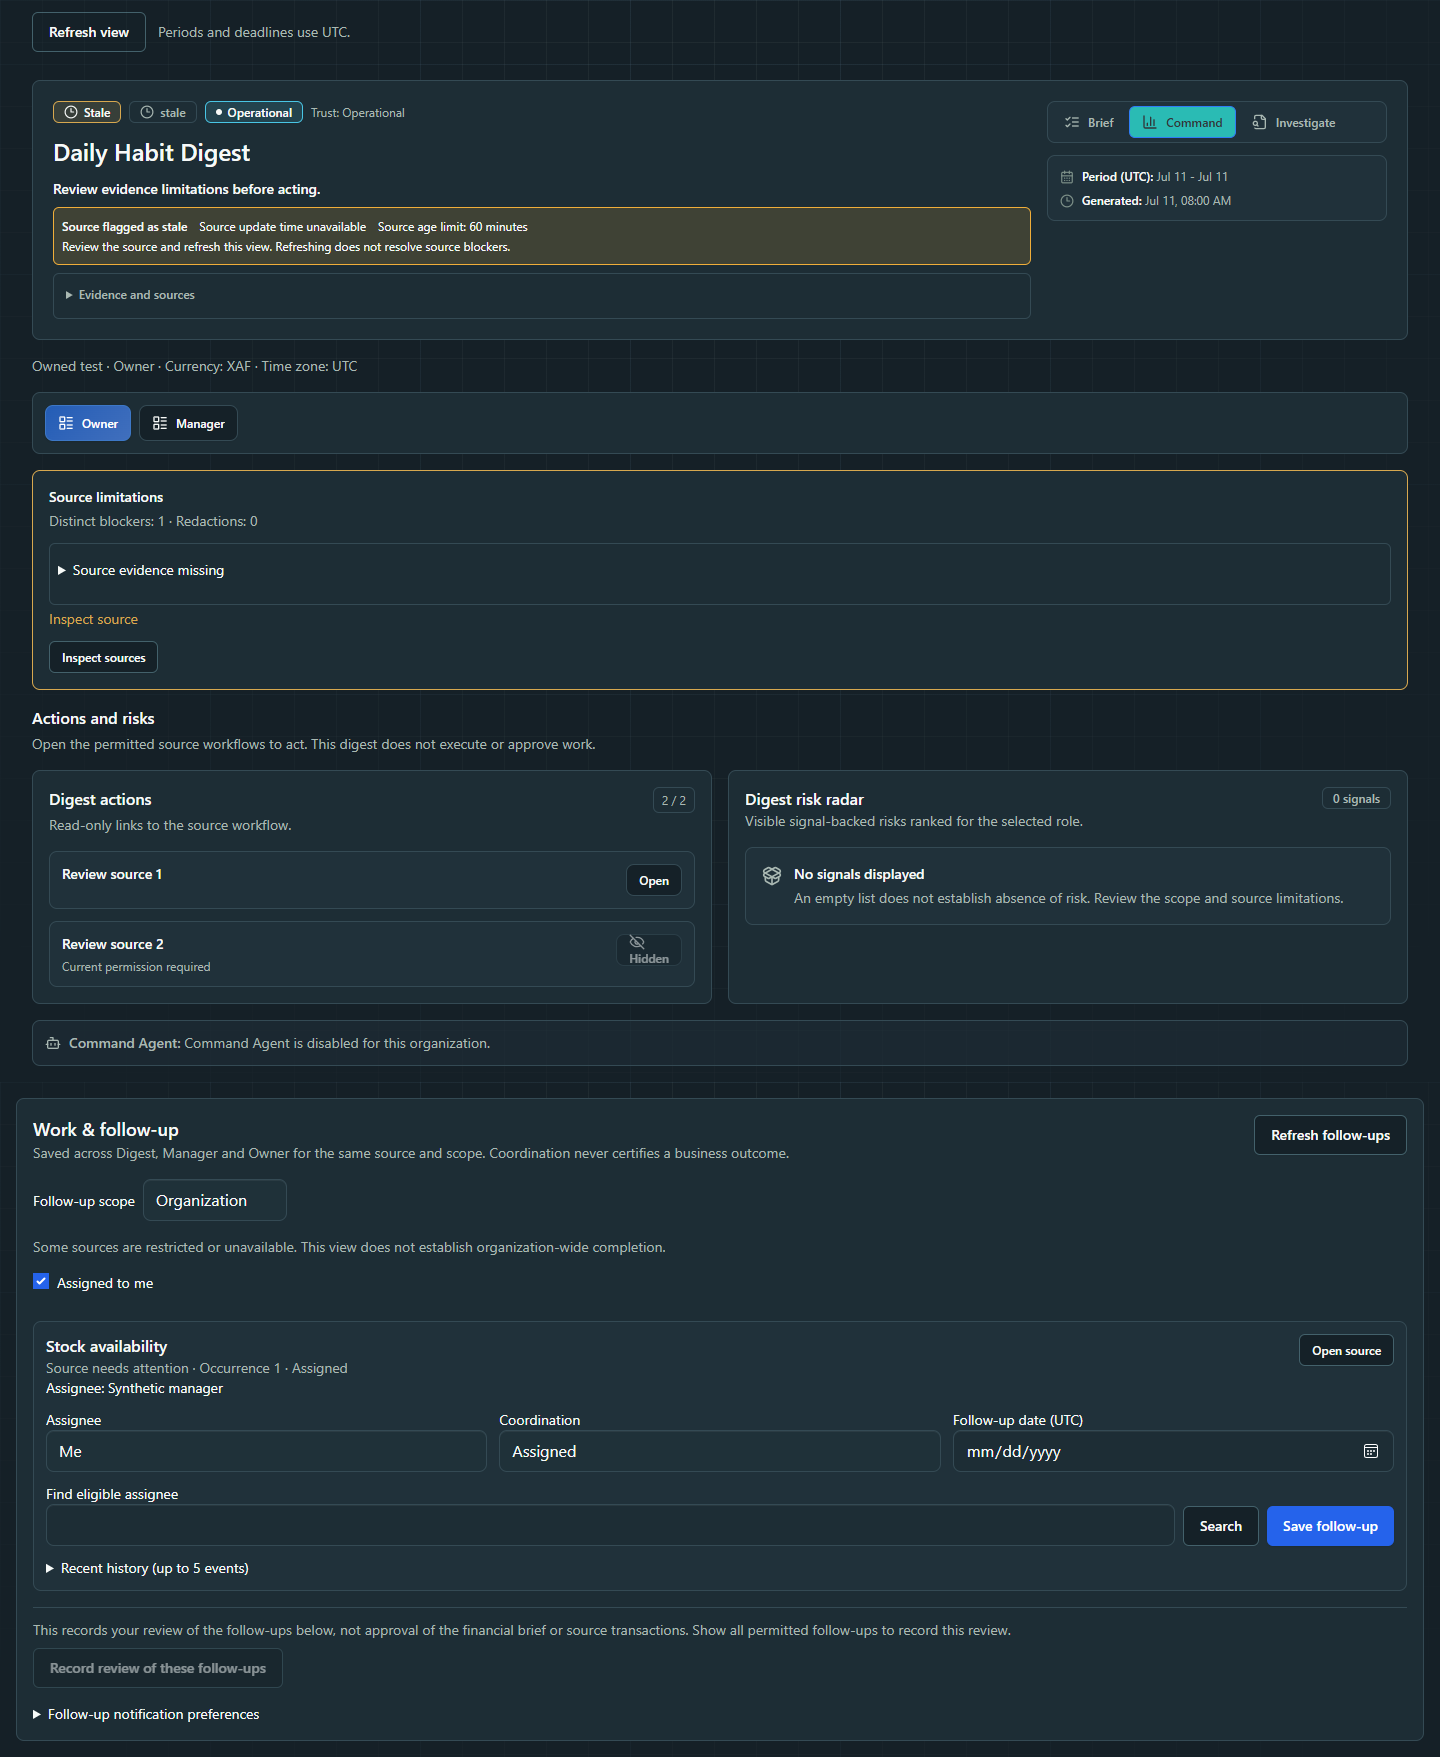 Refresh view
Periods and deadlines use UTC.
Stale
stale
Operational
Trust: Operational
Daily Habit Digest
Review evidence limitations before acting.
Source flagged as stale Source update time unavailable Source age limit: 60 minutes
Review the source and refresh this view. Refreshing does not resolve source blockers.
Evidence and sources
Brief
Command
Investigate
Period (UTC): Jul 11 - Jul 11
Generated: Jul 11, 08:00 AM
Owned test · Owner · Currency: XAF · Time zone: UTC
Owner
Manager
Source limitations
Distinct blockers: 1 · Redactions: 0
Source evidence missing
Inspect source
Inspect sources
Actions and risks
Open the permitted source workflows to act. This digest does not execute or approve work.
Digest actions
2 / 2
Read-only links to the source workflow.
Review source 1
Open
Review source 2
Current permission required
Hidden
Digest risk radar
0 signals
Visible signal-backed risks ranked for the selected role.
No signals displayed
An empty list does not establish absence of risk. Review the scope and source limitations.
Command Agent: Command Agent is disabled for this organization.
Work & follow-up
Saved across Digest, Manager and Owner for the same source and scope. Coordination never certifies a business outcome.
Refresh follow-ups
Follow-up scope
Organization
Some sources are restricted or unavailable. This view does not establish organization-wide completion.
Assigned to me
Stock availability
Source needs attention · Occurrence 1 · Assigned
Assignee: Synthetic manager
Open source
Assignee
Me
Coordination
Assigned
Follow-up date (UTC)
mm/dd/yyyy
Find eligible assignee
Search
Save follow-up
Recent history (up to 5 events)
This records your review of the follow-ups below, not approval of the financial brief or source transactions. Show all permitted follow-ups to record this review.
Record review of these follow-ups
Follow-up notification preferences